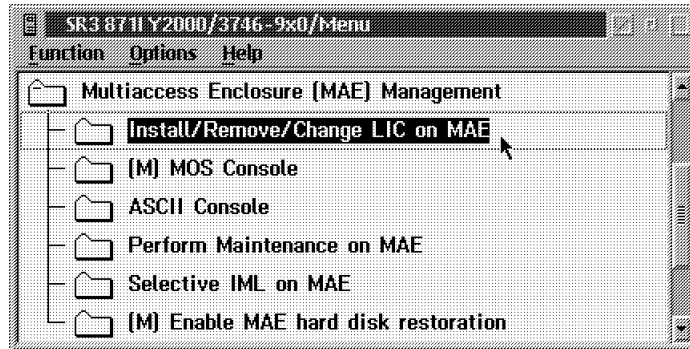 SR3 871I Y2000/3746-9x0/Menu
Function Options Help
Multiaccess Enclosure (MAE) Management
Install/Remove/Change LIC on MAE
(M) MOS Console
ASCII Console
Perform Maintenance on MAE
Selective IML on MAE
(M) Enable MAE hard disk restoration